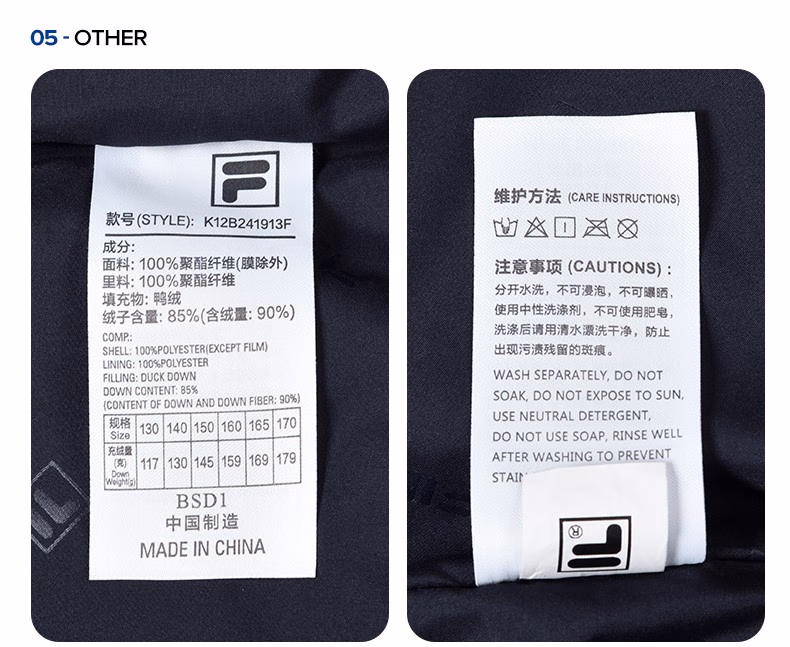 05 - OTHER
F
款号(STYLE): K12B241913F
成分:
面料: 100%聚酯纤维(膜除外)
里料: 100%聚酯纤维
填充物: 鸭绒
绒子含量: 85%(含绒量: 90%)
COMP.:
SHELL: 100%POLYESTER(EXCEPT FILM)
LINING: 100%POLYESTER
FILLING: DUCK DOWN
DOWN CONTENT: 85%
(CONTENT OF DOWN AND DOWN FIBER: 90%)
规格 Size 130 140 150 160 165 170
充绒量(克) Down Weight(g) 117 130 145 159 169 179
BSD1
中国制造
MADE IN CHINA
维护方法 (CARE INSTRUCTIONS)
注意事项 (CAUTIONS) :
分开水洗，不可浸泡，不可曝晒，
使用中性洗涤剂，不可使用肥皂，
洗涤后请用清水漂洗干净，防止
出现污渍残留的斑痕。
WASH SEPARATELY, DO NOT
SOAK, DO NOT EXPOSE TO SUN,
USE NEUTRAL DETERGENT,
DO NOT USE SOAP, RINSE WELL
AFTER WASHING TO PREVENT
STAIN
®